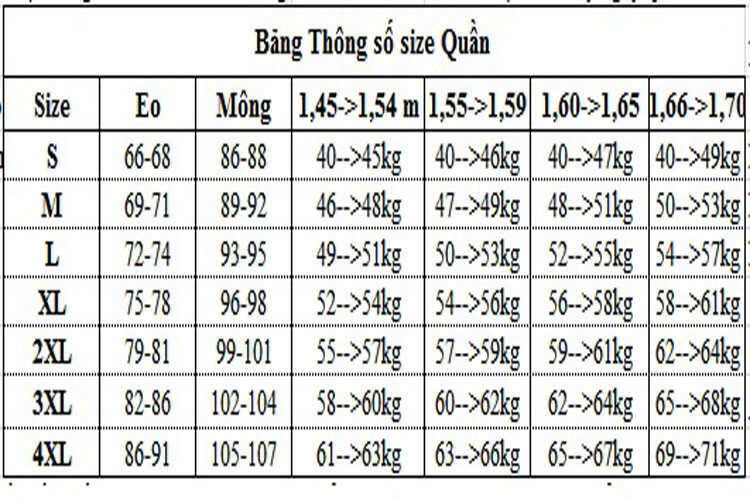 Bảng Thông số size Quần
Size Eo Mông 1,45->1,54 m 1,55->1,59 1,60->1,65 1,66->1,70
S 66-68 86-88 40-->45kg 40-->46kg 40-->47kg 40-->49kg
M 69-71 89-92 46-->48kg 47-->49kg 48-->51kg 50-->53kg
L 72-74 93-95 49-->51kg 50-->53kg 52-->55kg 54-->57kg
XL 75-78 96-98 52-->54kg 54-->56kg 56-->58kg 58-->61kg
2XL 79-81 99-101 55-->57kg 57-->59kg 59-->61kg 62-->64kg
3XL 82-86 102-104 58-->60kg 60-->62kg 62-->64kg 65-->68kg
4XL 86-91 105-107 61-->63kg 63-->66kg 65-->67kg 69-->71kg